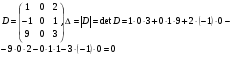 D = ( 1 0 2
-1 0 1
9 0 3 ) , Δ = |D| = det D = 1·0·3 + 0·1·9 + 2·(-1)·0 -
-9·0·2 - 0·1·1 - 3·(-1)·0 = 0